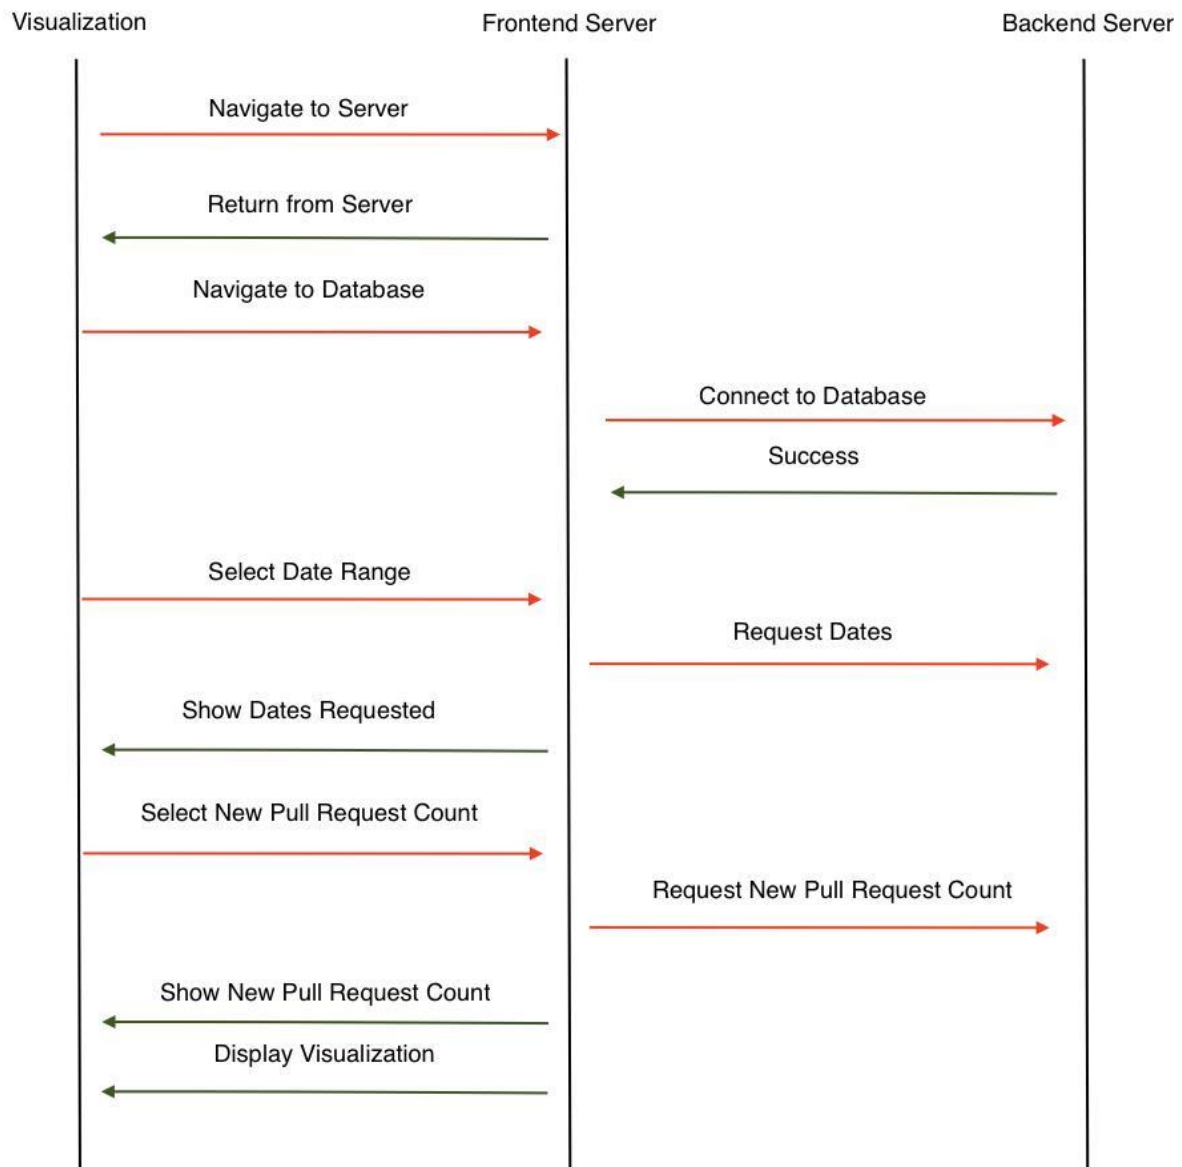 Visualization
Frontend Server
Backend Server
Navigate to Server
Return from Server
Navigate to Database
Connect to Database
Success
Select Date Range
Request Dates
Show Dates Requested
Select New Pull Request Count
Request New Pull Request Count
Show New Pull Request Count
Display Visualization